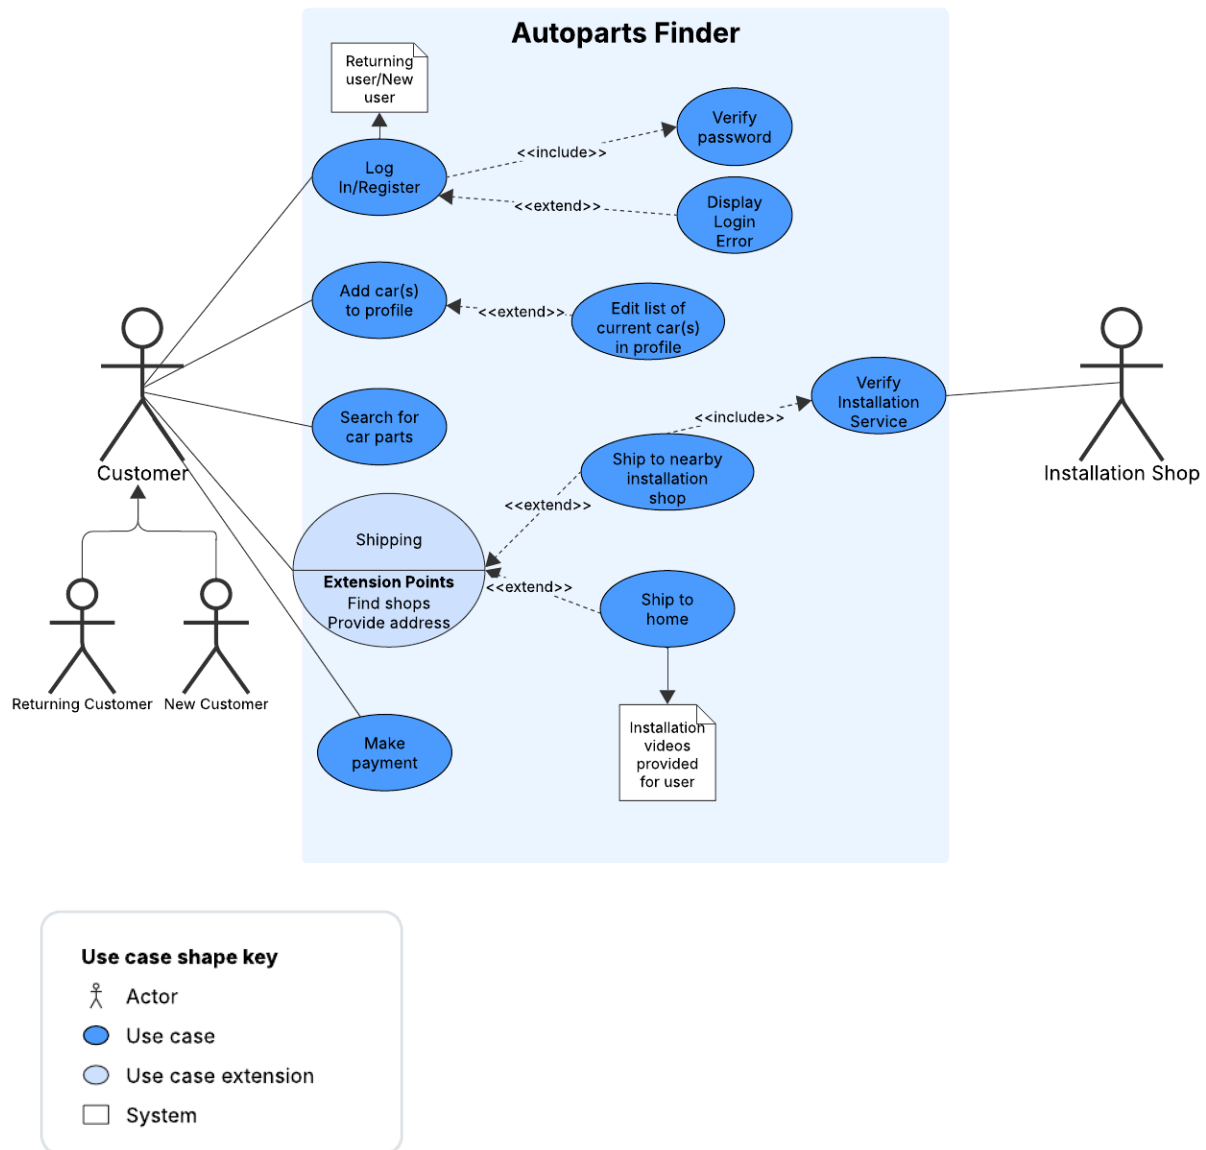 Autoparts Finder
Returning
user/New
user
Log
In/Register
<<include>>
Verify
password
<<extend>>
Display
Login
Error
Add car(s)
to profile
<<extend>>
Edit list of
current car(s)
in profile
Search for
car parts
Customer
Returning Customer
New Customer
Shipping
Extension Points
Find shops
Provide address
<<extend>>
Ship to nearby
installation
shop
<<include>>
Verify
Installation
Service
Installation Shop
<<extend>>
Ship to
home
Installation
videos
provided
for user
Make
payment
Use case shape key
Actor
Use case
Use case extension
System